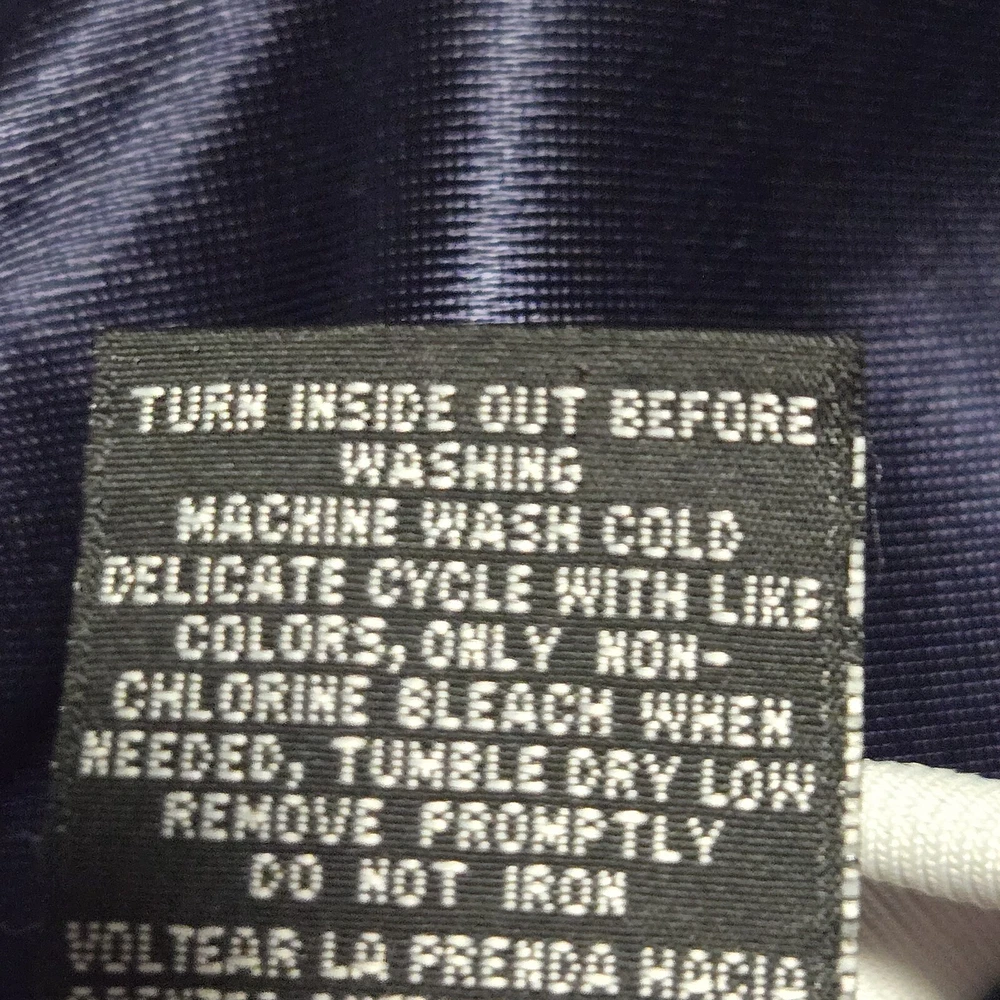 TURN INSIDE OUT BEFORE
WASHING
MACHINE WASH COLD
DELICATE CYCLE WITH LIKE
COLORS, ONLY NON-
CHLORINE BLEACH WHEN
NEEDED, TUMBLE DRY LOW
REMOVE PROMPTLY
DO NOT IRON
VOLTEAR LA PRENDA HACIA